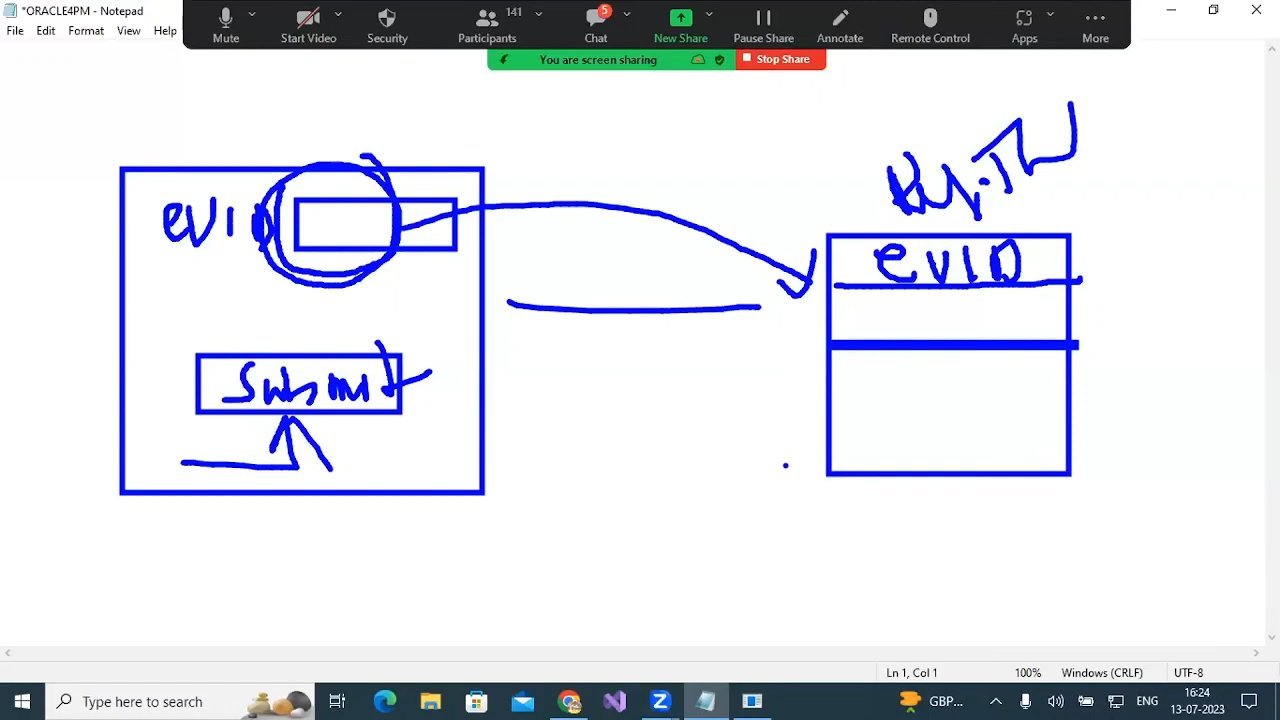 *ORACLE4PM - Notepad
File Edit Format View Help
Mute
Start Video
Security
141
Participants
5
Chat
New Share
Pause Share
Annotate
Remote Control
Apps
More
You are screen sharing
Stop Share
eVID
eVID
Submit
Ln 1, Col 1
100%
Windows (CRLF)
UTF-8
Type here to search
GBP...
ENG
16:24
13-07-2023